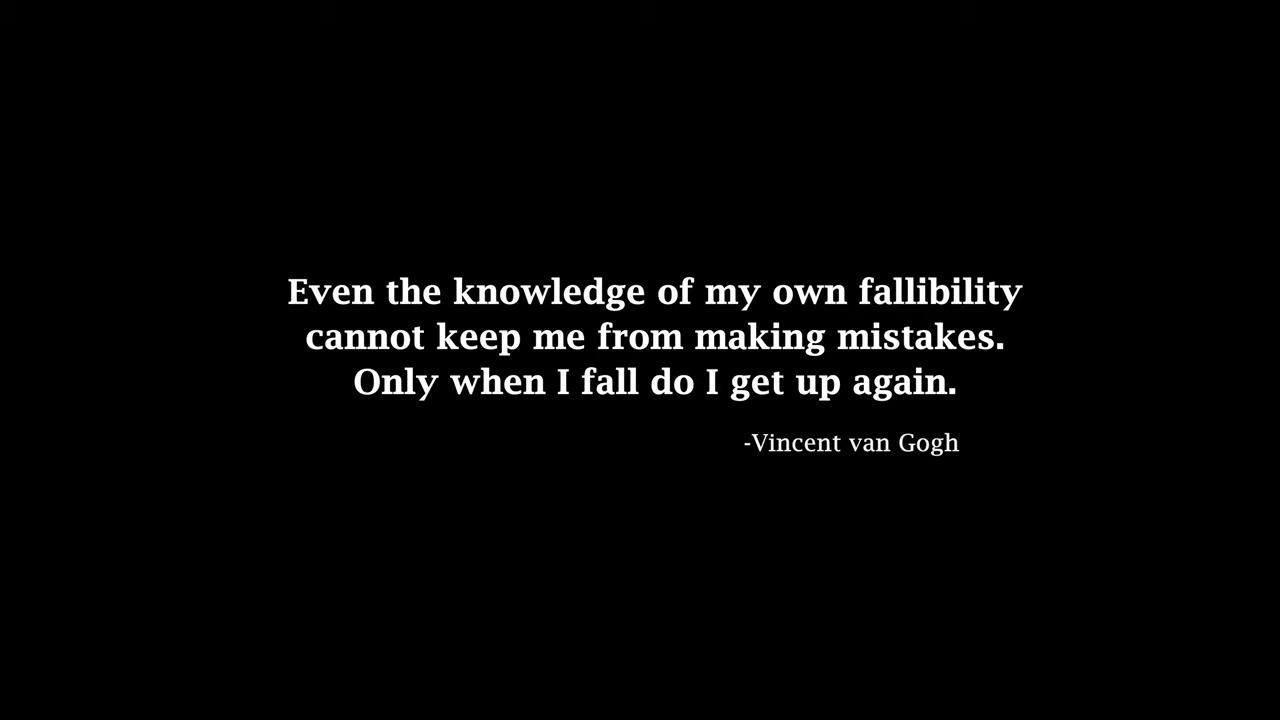 Even the knowledge of my own fallibility
cannot keep me from making mistakes.
Only when I fall do I get up again.
-Vincent van Gogh